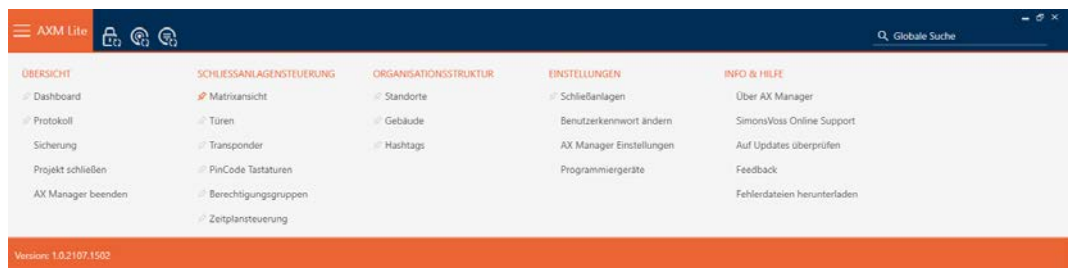 AXM Lite
Globale Suche
ÜBERSICHT
Dashboard
Protokoll
Sicherung
Projekt schließen
AX Manager beenden
SCHLIESSANLAGENSTEUERUNG
Matrixansicht
Türen
Transponder
PinCode Tastaturen
Berechtigungsgruppen
Zeitplansteuerung
ORGANISATIONSSTRUKTUR
Standorte
Gebäude
Hashtags
EINSTELLUNGEN
Schließanlagen
Benutzerkennwort ändern
AX Manager Einstellungen
Programmiergeräte
INFO & HILFE
Über AX Manager
SimonsVoss Online Support
Auf Updates überprüfen
Feedback
Fehlerdateien herunterladen
Version: 1.0.2107.1502